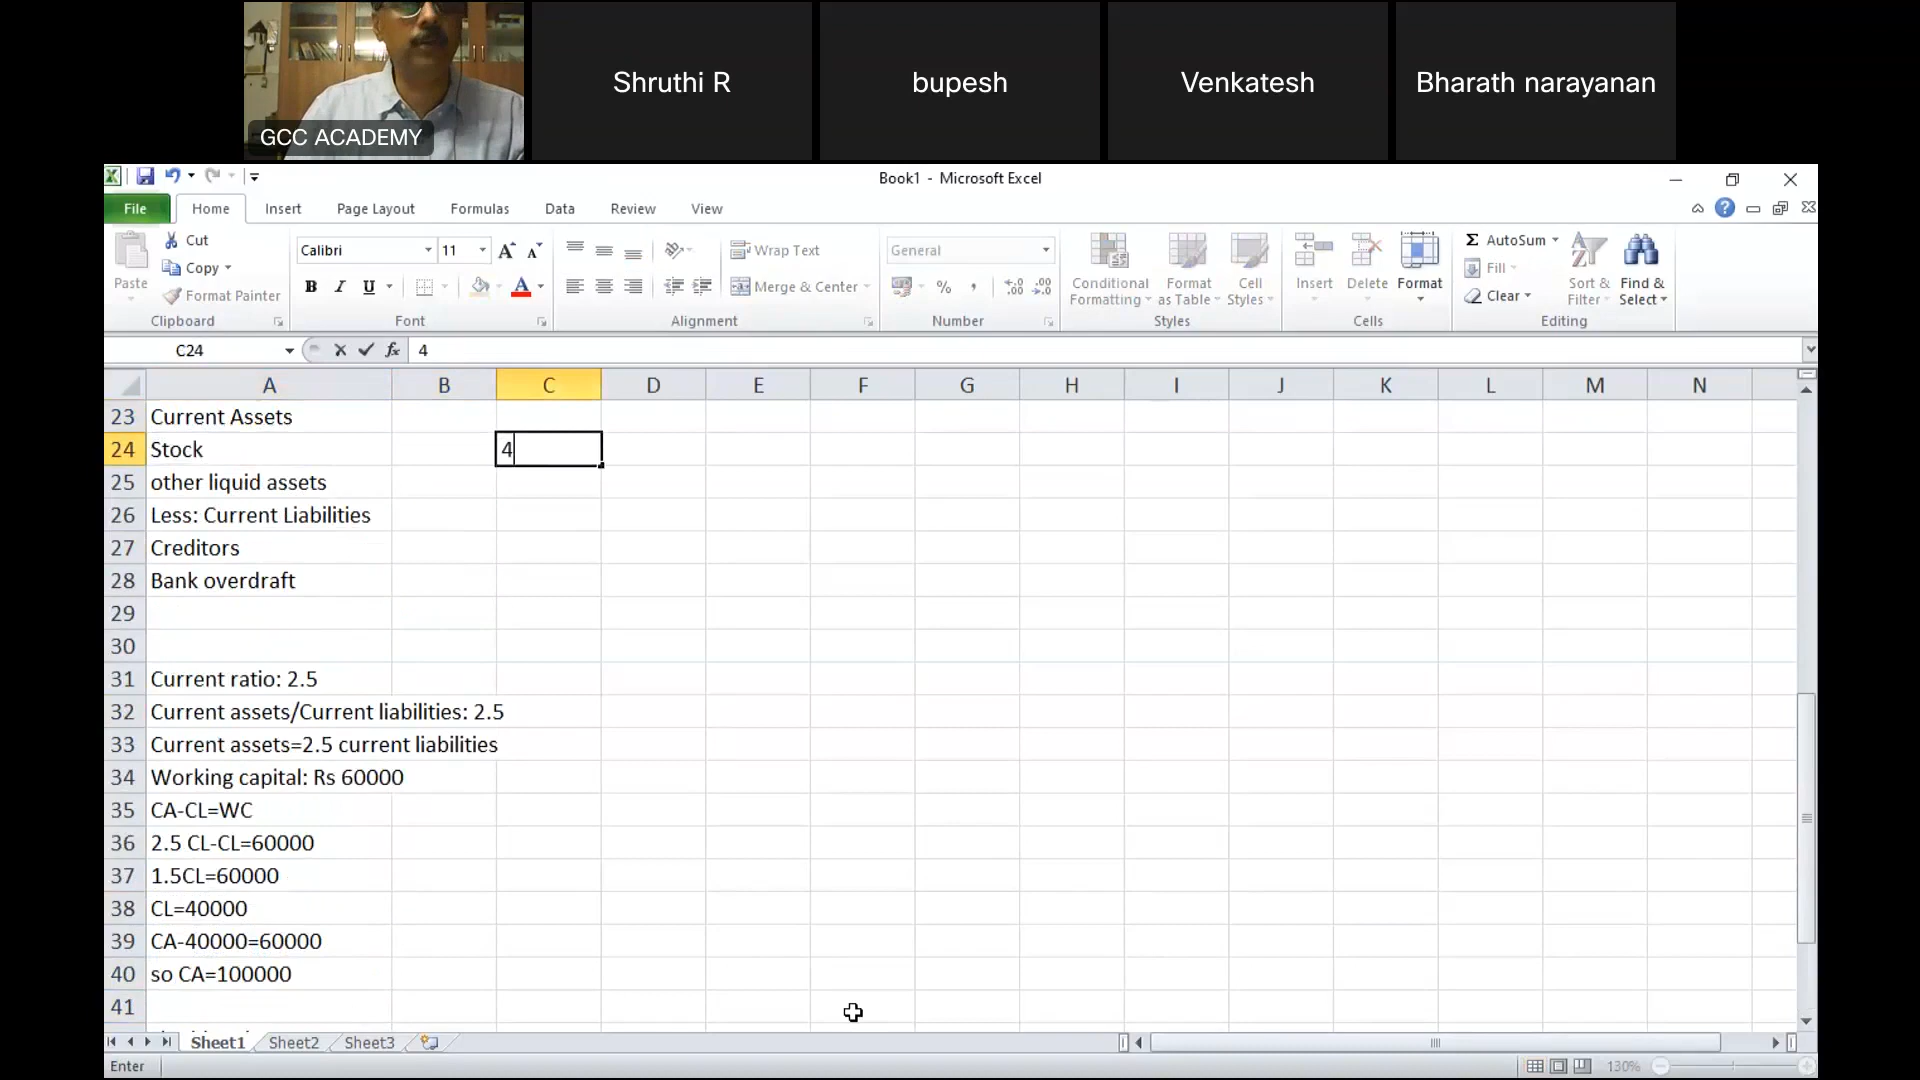 GCC ACADEMY
Shruthi R
bupesh
Venkatesh
Bharath narayanan
Book1 - Microsoft Excel
File Home Insert Page Layout Formulas Data Review View
Paste
Cut
Copy
Format Painter
Clipboard
Calibri 11
B I U A
Font
Wrap Text
Merge & Center
Alignment
General
% ,
Number
Conditional Formatting
Format as Table
Cell Styles
Styles
Insert
Delete
Format
Cells
Σ AutoSum
Fill
Clear
Sort & Filter
Find & Select
Editing
C24 fx 4
A B C D E F G H I J K L M N
23 Current Assets
24 Stock 4
25 other liquid assets
26 Less: Current Liabilities
27 Creditors
28 Bank overdraft
29
30
31 Current ratio: 2.5
32 Current assets/Current liabilities: 2.5
33 Current assets=2.5 current liabilities
34 Working capital: Rs 60000
35 CA-CL=WC
36 2.5 CL-CL=60000
37 1.5CL=60000
38 CL=40000
39 CA-40000=60000
40 so CA=100000
41
Sheet1 Sheet2 Sheet3
Enter 130%